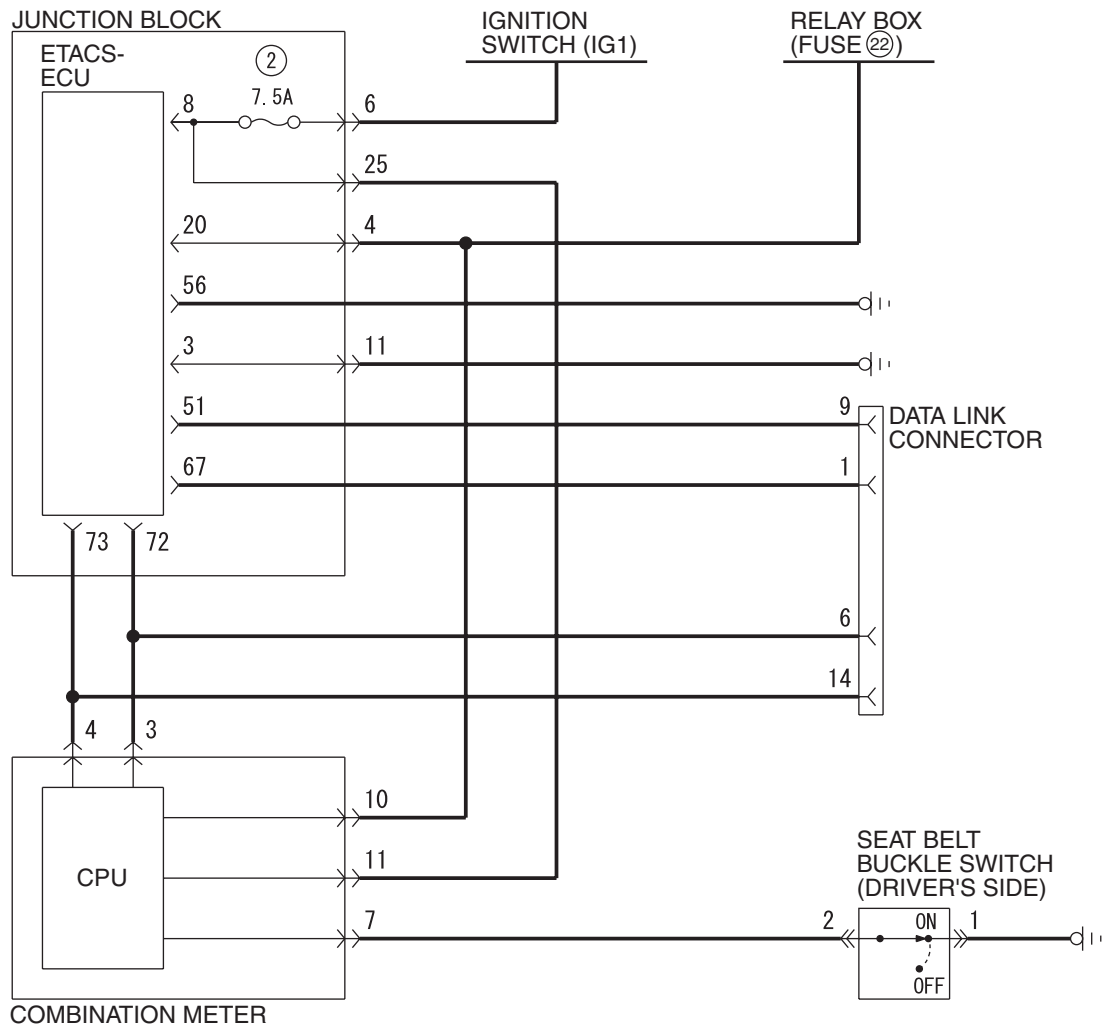 JUNCTION BLOCK
IGNITION
SWITCH (IG1)
RELAY BOX
(FUSE㉒)
ETACS-
ECU
②
7.5A
8
6
25
20
4
56
3
11
51
9
DATA LINK
CONNECTOR
67
1
73
72
6
14
4
3
10
11
CPU
SEAT BELT
BUCKLE SWITCH
(DRIVER'S SIDE)
7
2
ON
1
OFF
COMBINATION METER